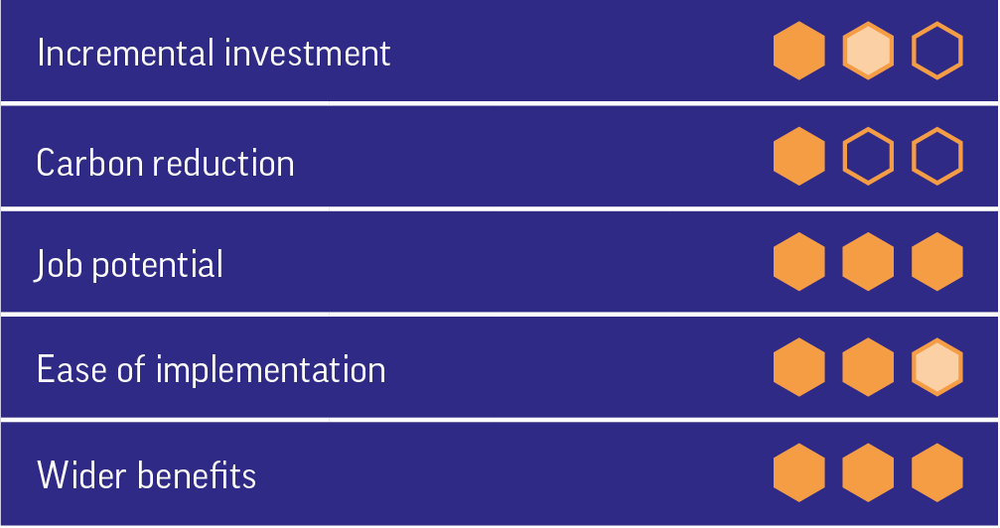 Incremental investment
Carbon reduction
Job potential
Ease of implementation
Wider benefits